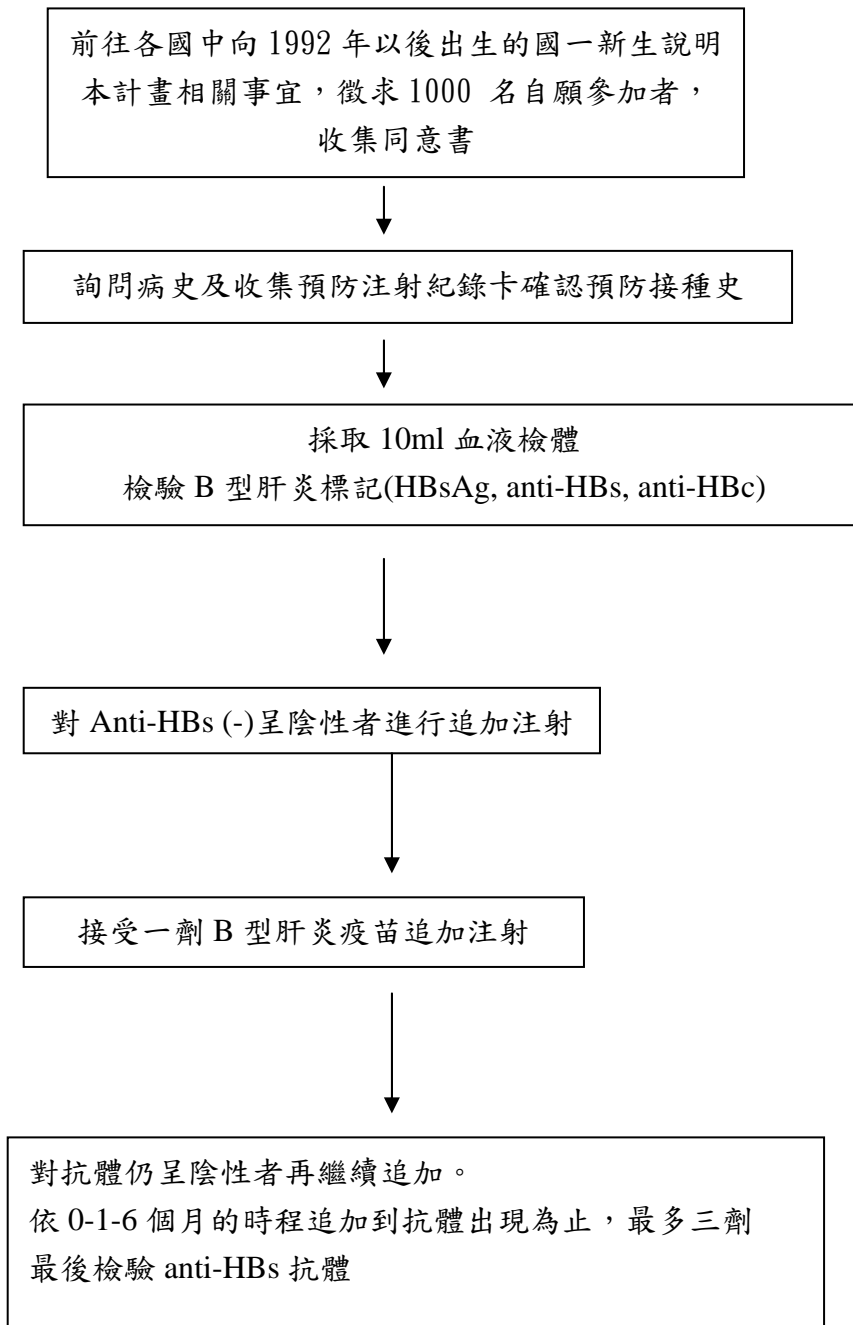 前往各國中向 1992 年以後出生的國一新生說明
本計畫相關事宜，徵求 1000 名自願參加者，
收集同意書
詢問病史及收集預防注射紀錄卡確認預防接種史
採取 10ml 血液檢體
檢驗 B 型肝炎標記(HBsAg, anti-HBs, anti-HBc)
對 Anti-HBs (-)呈陰性者進行追加注射
接受一劑 B 型肝炎疫苗追加注射
對抗體仍呈陰性者再繼續追加。
依 0-1-6 個月的時程追加到抗體出現為止，最多三劑
最後檢驗 anti-HBs 抗體